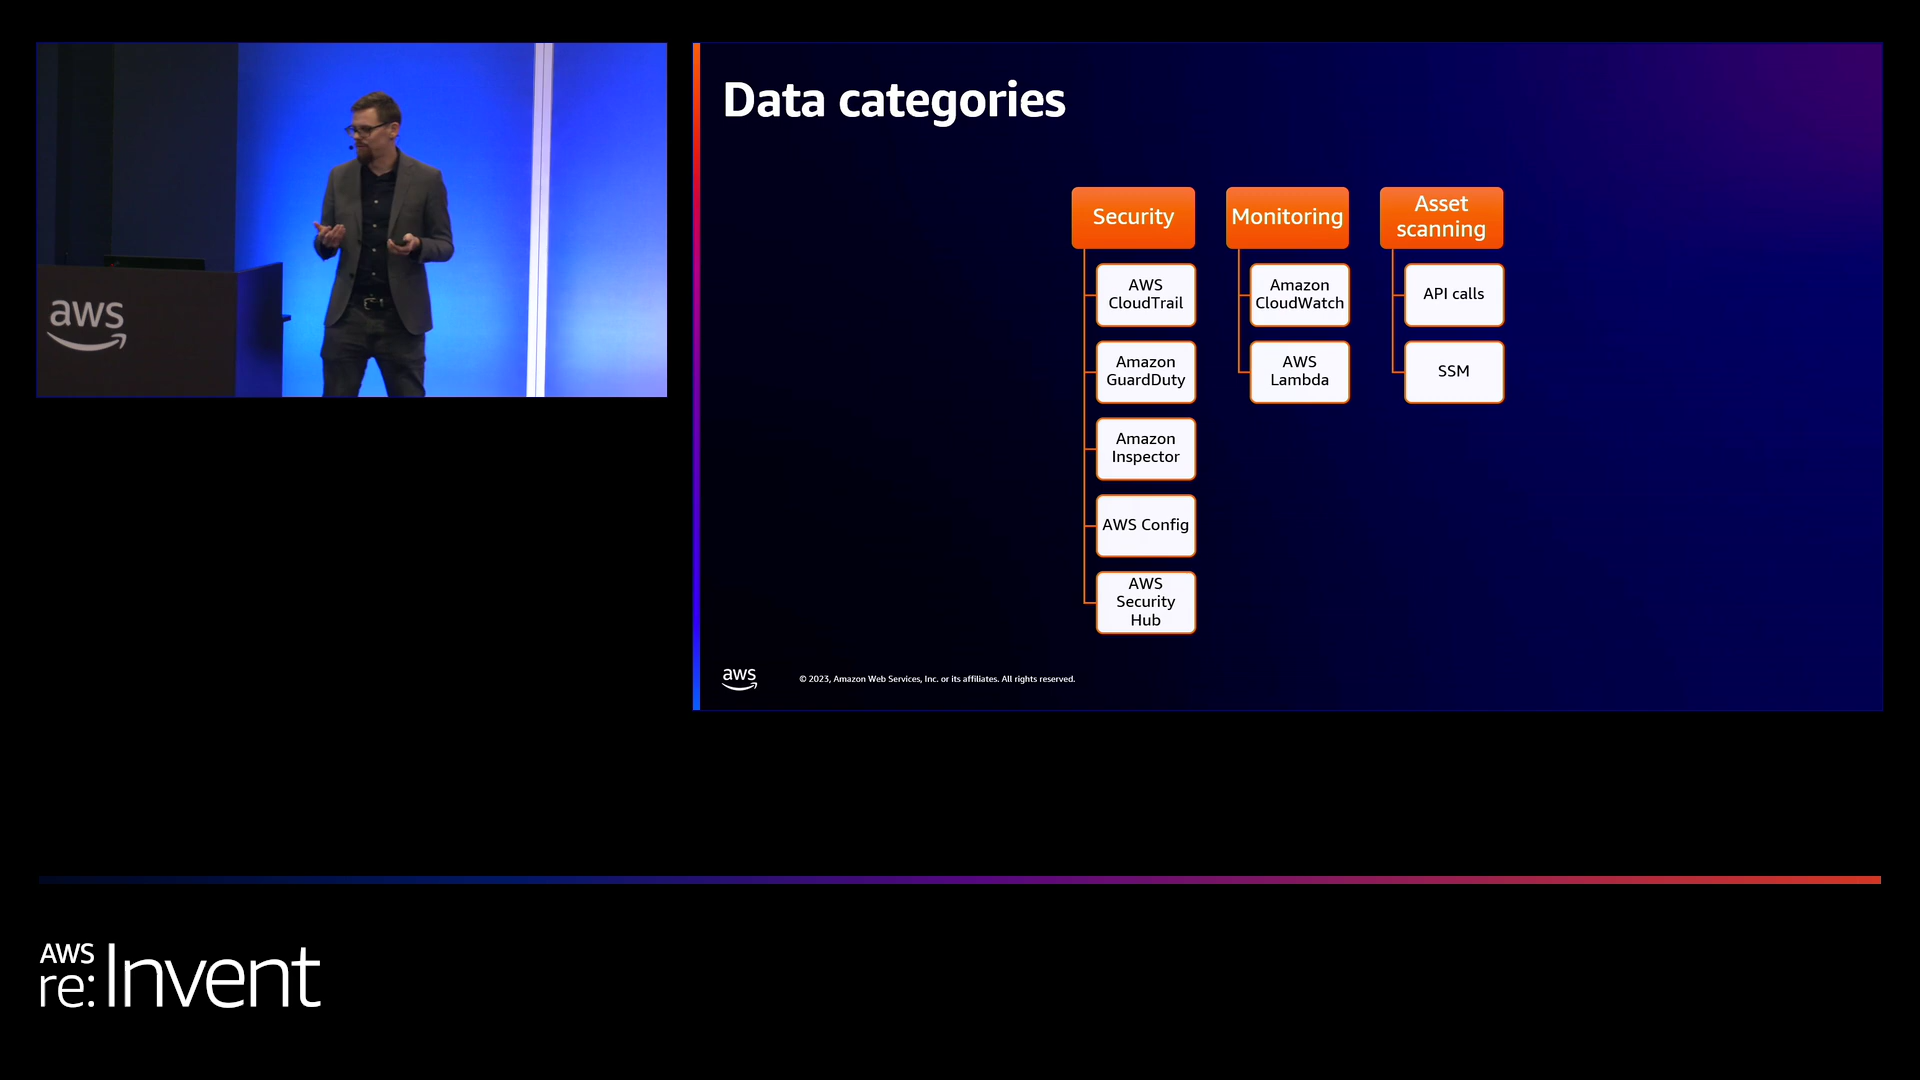 aws
Data categories
Security
AWS
CloudTrail
Amazon
GuardDuty
Amazon
Inspector
AWS Config
AWS
Security
Hub
Monitoring
Amazon
CloudWatch
AWS
Lambda
Asset
scanning
API calls
SSM
aws
© 2023, Amazon Web Services, Inc. or its affiliates. All rights reserved.
AWS
re:Invent